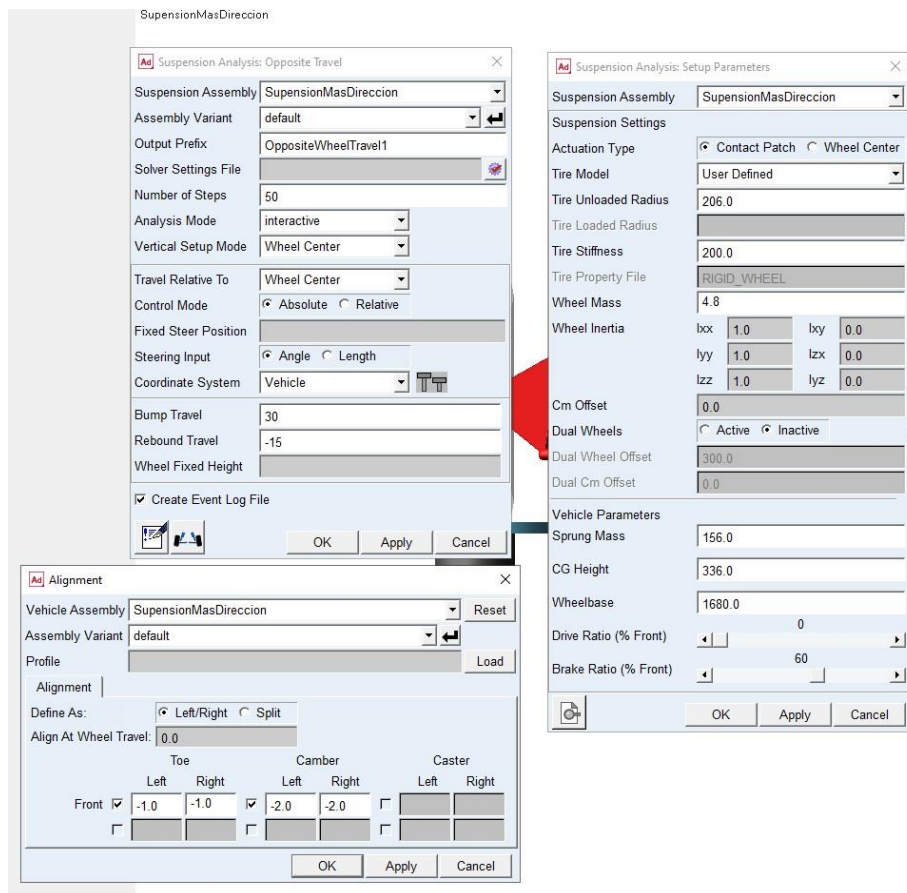 SupensionMasDireccion
Ad Suspension Analysis: Opposite Travel
Suspension Assembly SupensionMasDireccion
Assembly Variant default
Output Prefix OppositeWheelTravel1
Solver Settings File
Number of Steps 50
Analysis Mode interactive
Vertical Setup Mode Wheel Center
Travel Relative To Wheel Center
Control Mode Absolute Relative
Fixed Steer Position
Steering Input Angle Length
Coordinate System Vehicle
Bump Travel 30
Rebound Travel -15
Wheel Fixed Height
Create Event Log File
OK Apply Cancel
Ad Suspension Analysis: Setup Parameters
Suspension Assembly SupensionMasDireccion
Suspension Settings
Actuation Type Contact Patch Wheel Center
Tire Model User Defined
Tire Unloaded Radius 206.0
Tire Loaded Radius
Tire Stiffness 200.0
Tire Property File RIGID_WHEEL
Wheel Mass 4.8
Wheel Inertia Ixx 1.0 Ixy 0.0
Iyy 1.0 Izx 0.0
Izz 1.0 Iyz 0.0
Cm Offset 0.0
Dual Wheels Active Inactive
Dual Wheel Offset 300.0
Dual Cm Offset 0.0
Vehicle Parameters
Sprung Mass 156.0
CG Height 336.0
Wheelbase 1680.0
Drive Ratio (% Front) 0
Brake Ratio (% Front) 60
OK Apply Cancel
Ad Alignment
Vehicle Assembly SupensionMasDireccion Reset
Assembly Variant default
Profile Load
Alignment
Define As: Left/Right Split
Align At Wheel Travel: 0.0
Toe Camber Caster
Left Right Left Right Left Right
Front -1.0 -1.0 -2.0 -2.0
OK Apply Cancel